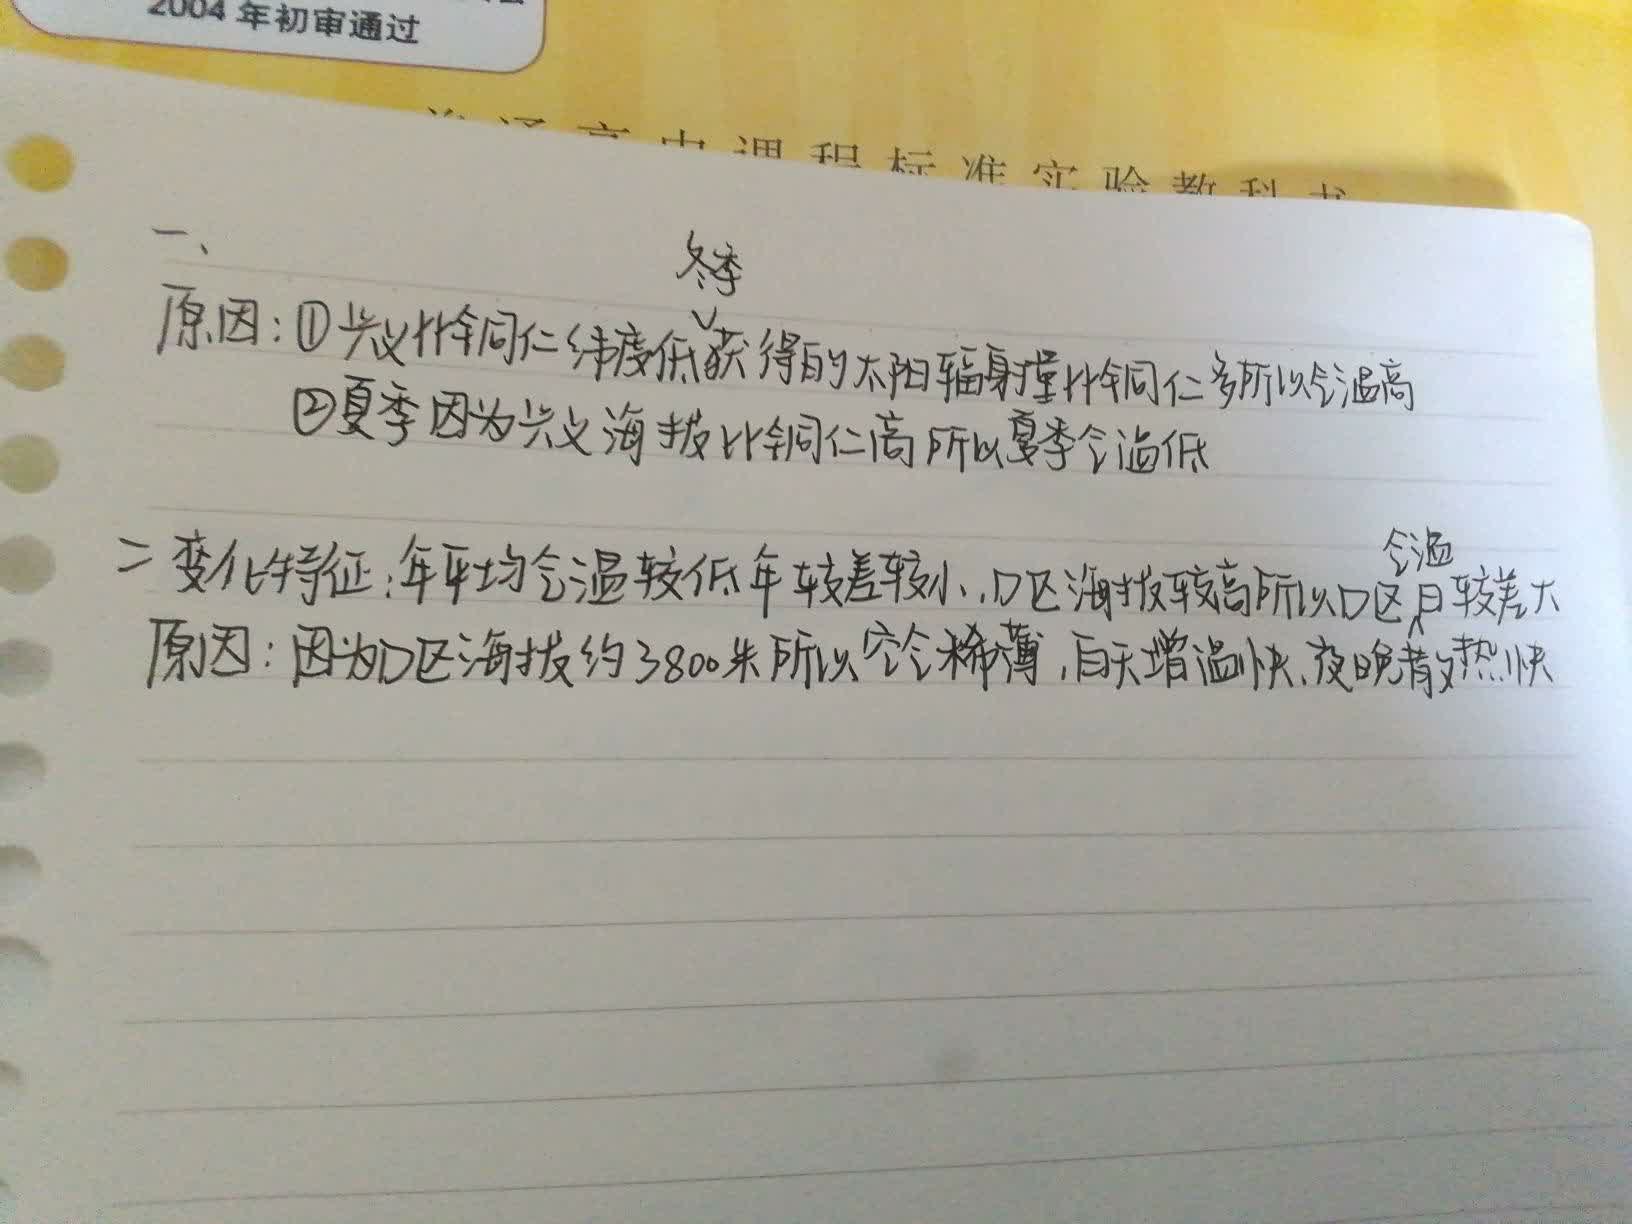 2004年初审通过
普通高中课程标准实验教科书
一、
冬季
原因:①兴义比铜仁纬度低获得的太阳辐射量比铜仁多所以气温高
②夏季因为兴义海拔比铜仁高所以夏季气温低
气温
二 变化特征:年平均气温较低年较差较小,D区海拔较高所以D区日较差大
原因:因为D区海拔约3800米所以空气稀薄,白天增温快、夜晚散热快